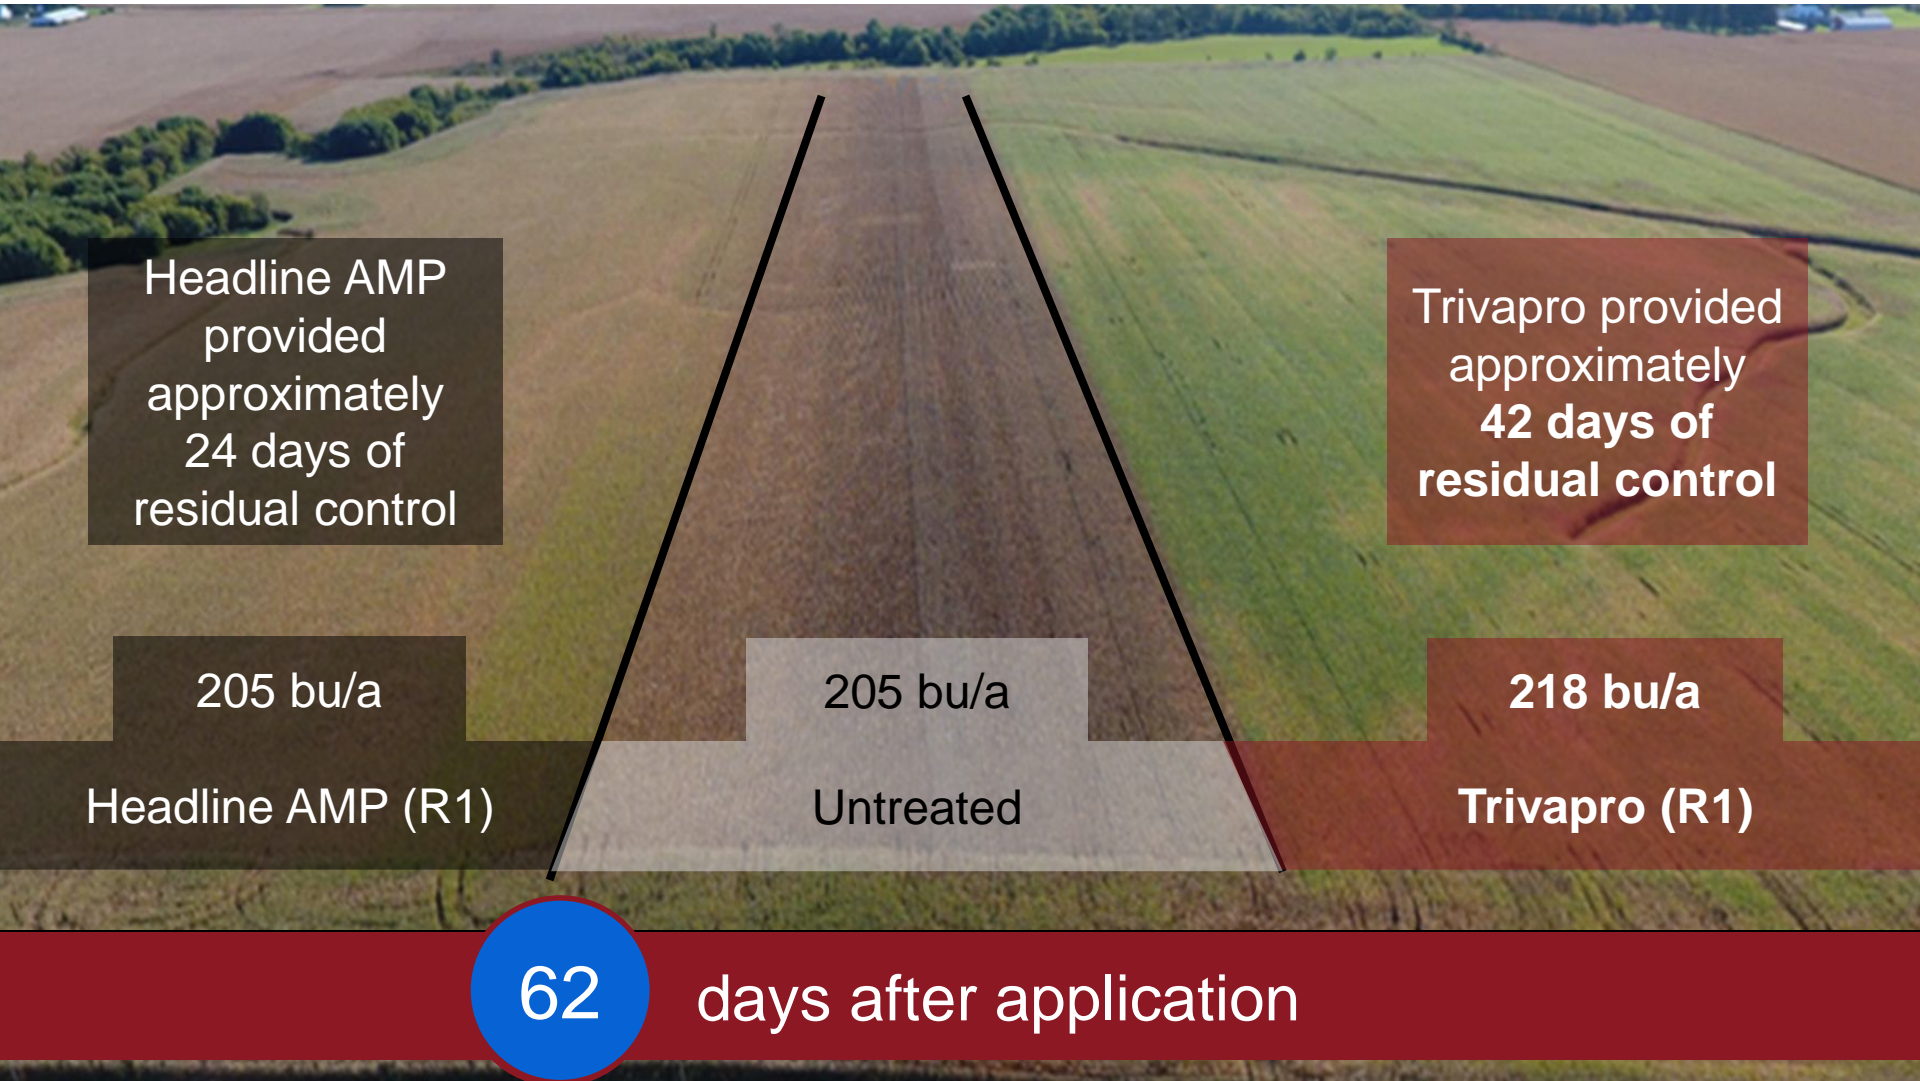 Headline AMP
provided
approximately
24 days of
residual control
Trivapro provided
approximately
42 days of
residual control
205 bu/a
205 bu/a
218 bu/a
Headline AMP (R1)
Untreated
Trivapro (R1)
62
days after application